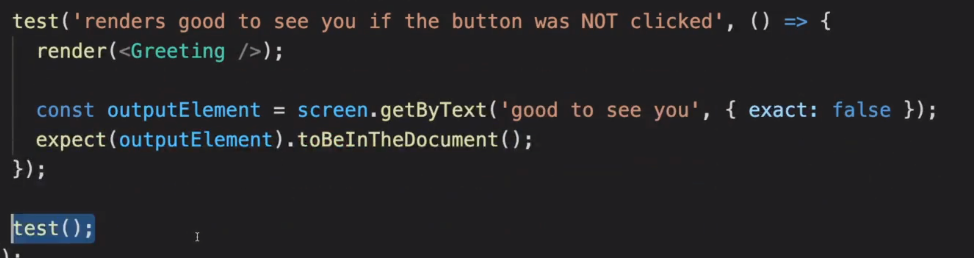 test('renders good to see you if the button was NOT clicked', () => {
render(<Greeting />);
const outputElement = screen.getByText('good to see you', { exact: false });
expect(outputElement).toBeInTheDocument();
});
test();
);